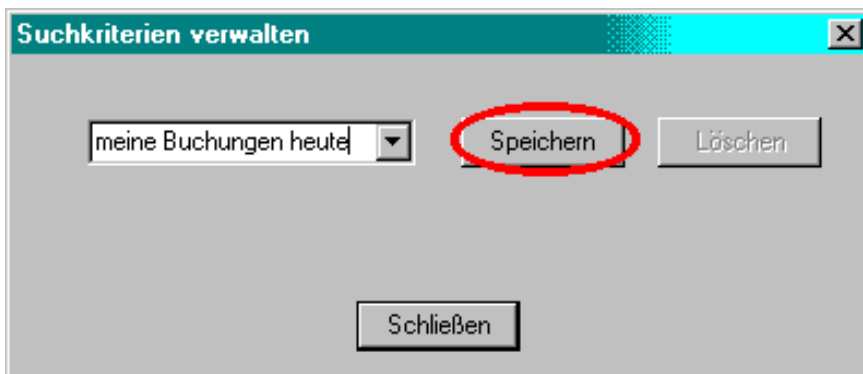 Suchkriterien verwalten
meine Buchungen heute
Speichern
Löschen
Schließen